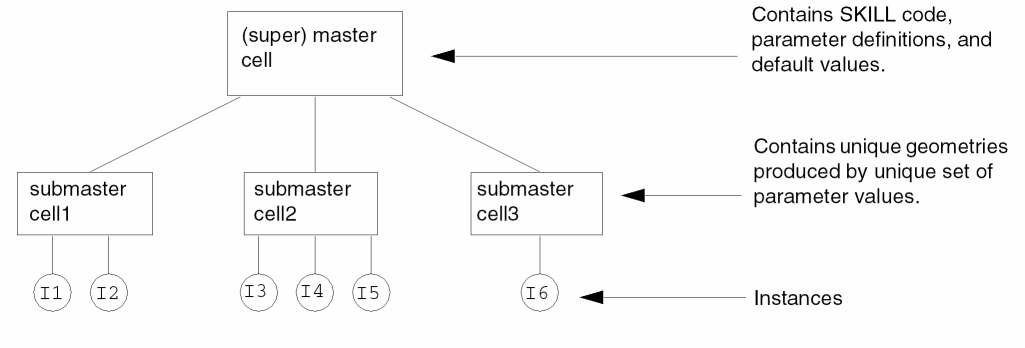 (super) master
cell
Contains SKILL code,
parameter definitions, and
default values.
submaster
cell1
submaster
cell2
submaster
cell3
Contains unique geometries
produced by unique set of
parameter values.
I1
I2
I3
I4
I5
I6
Instances